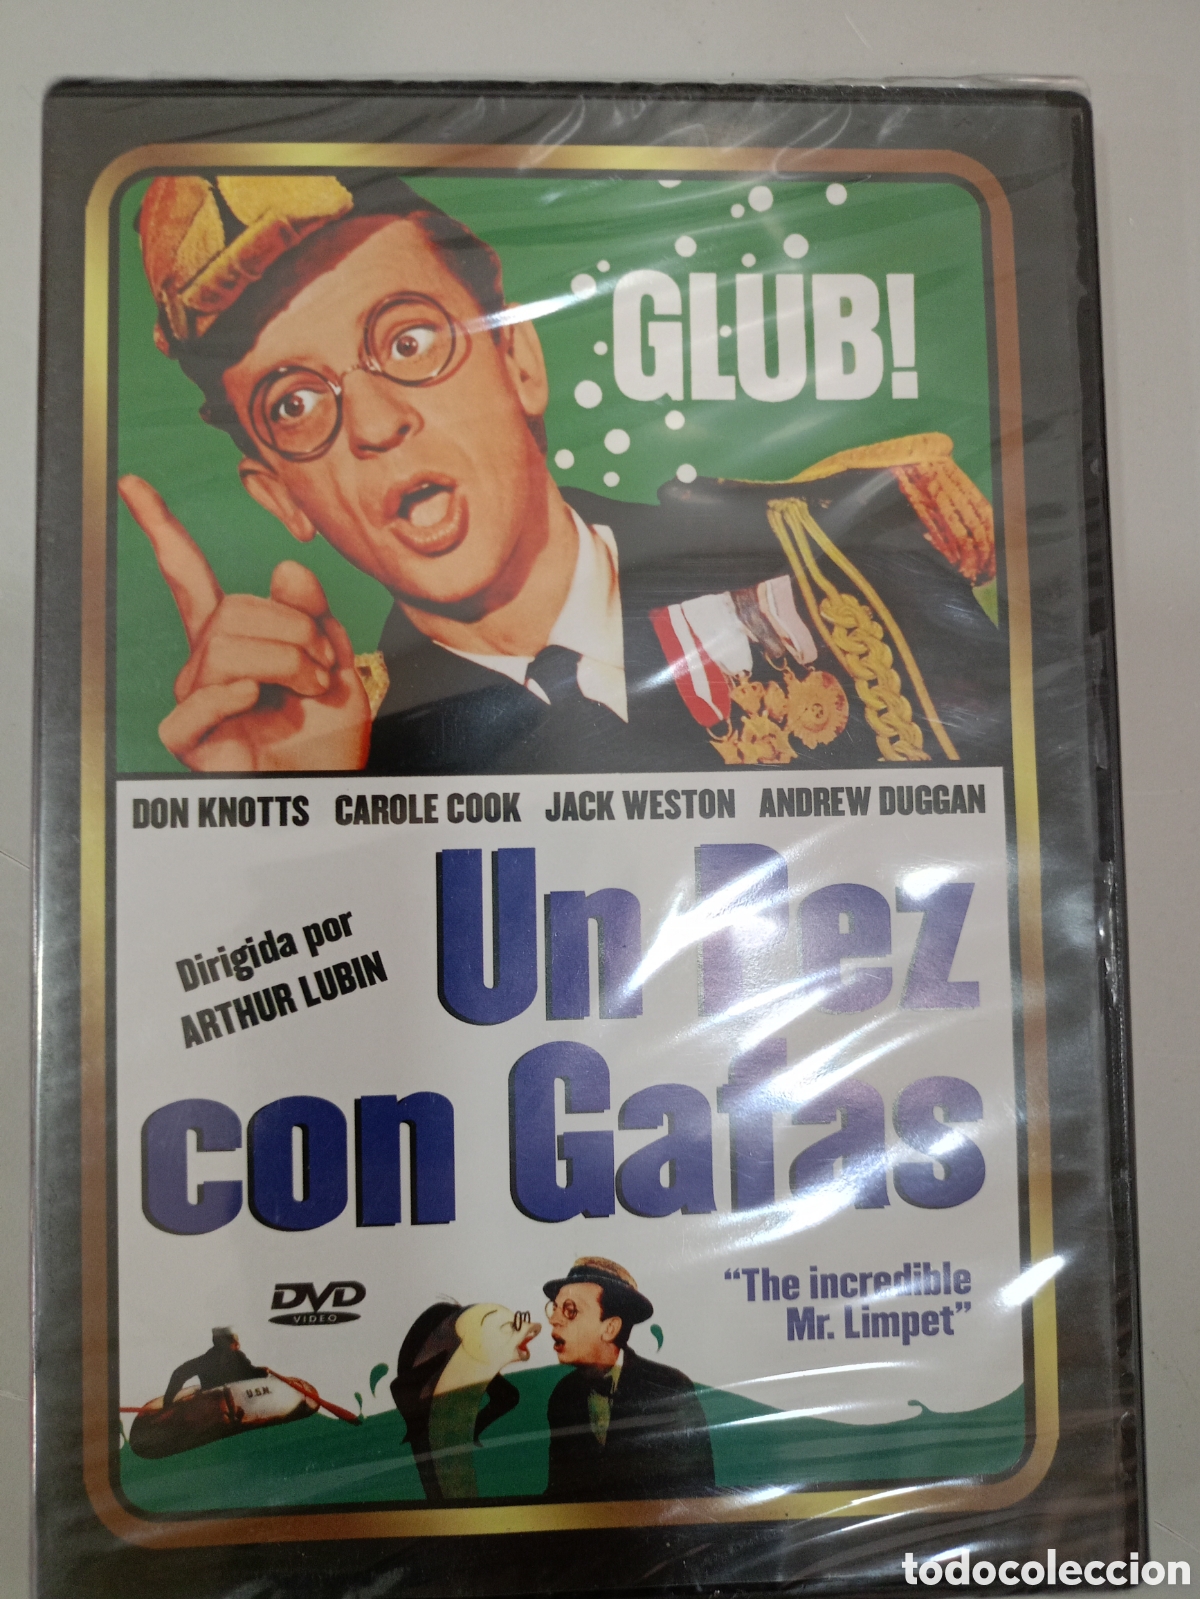 GLUB!
DON KNOTTS CAROLE COOK JACK WESTON ANDREW DUGGAN
Dirigida por
ARTHUR LUBIN
Un Pez
con Gafas
"The incredible
Mr. Limpet"
DVD
VIDEO
U.S.N.
todocoleccion